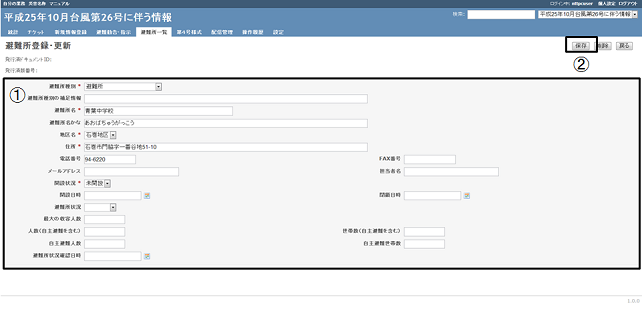 自分の業務 災害名称 マニュアル ログイン中: eltpcuser 個人設定 ログアウト
平成25年10月台風第26号に伴う情報 検索: 平成25年10月台風第26号に伴う情報
統計 チケット 被害情報登録 避難勧告・指示 避難所一覧 第4号様式 配信管理 操作履歴 設定
避難所登録・更新 保存 削除 戻る
②
発行済ドキュメントID:
発行済版番号:
①
避難所種別 * 避難所
避難所種別の補足情報
避難所名 * 青葉中学校
避難所名かな あおばちゅうがっこう
地区名 * 石巻地区
住所 * 石巻市門脇字一番谷地51-10
電話番号 94-6220 FAX番号
メールアドレス 担当者名
開設状況 * 未開設
開設日時 閉鎖日時
避難所状況
最大の収容人数
人数(自主避難を含む) 世帯数(自主避難を含む)
自主避難人数 自主避難世帯数
避難所状況確認日時
1.0.0